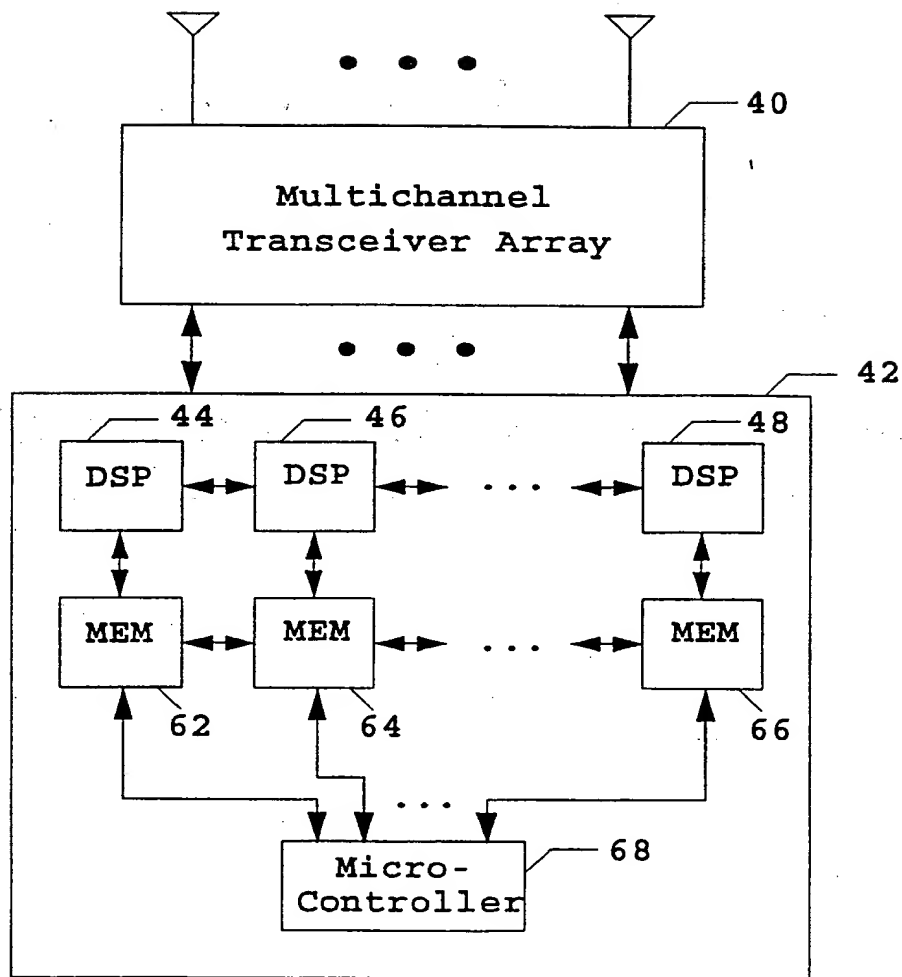 40
Multichannel
Transceiver Array
42
44 46 48
DSP DSP ... DSP
MEM MEM ... MEM
62 64 66
...
68
Micro-
Controller